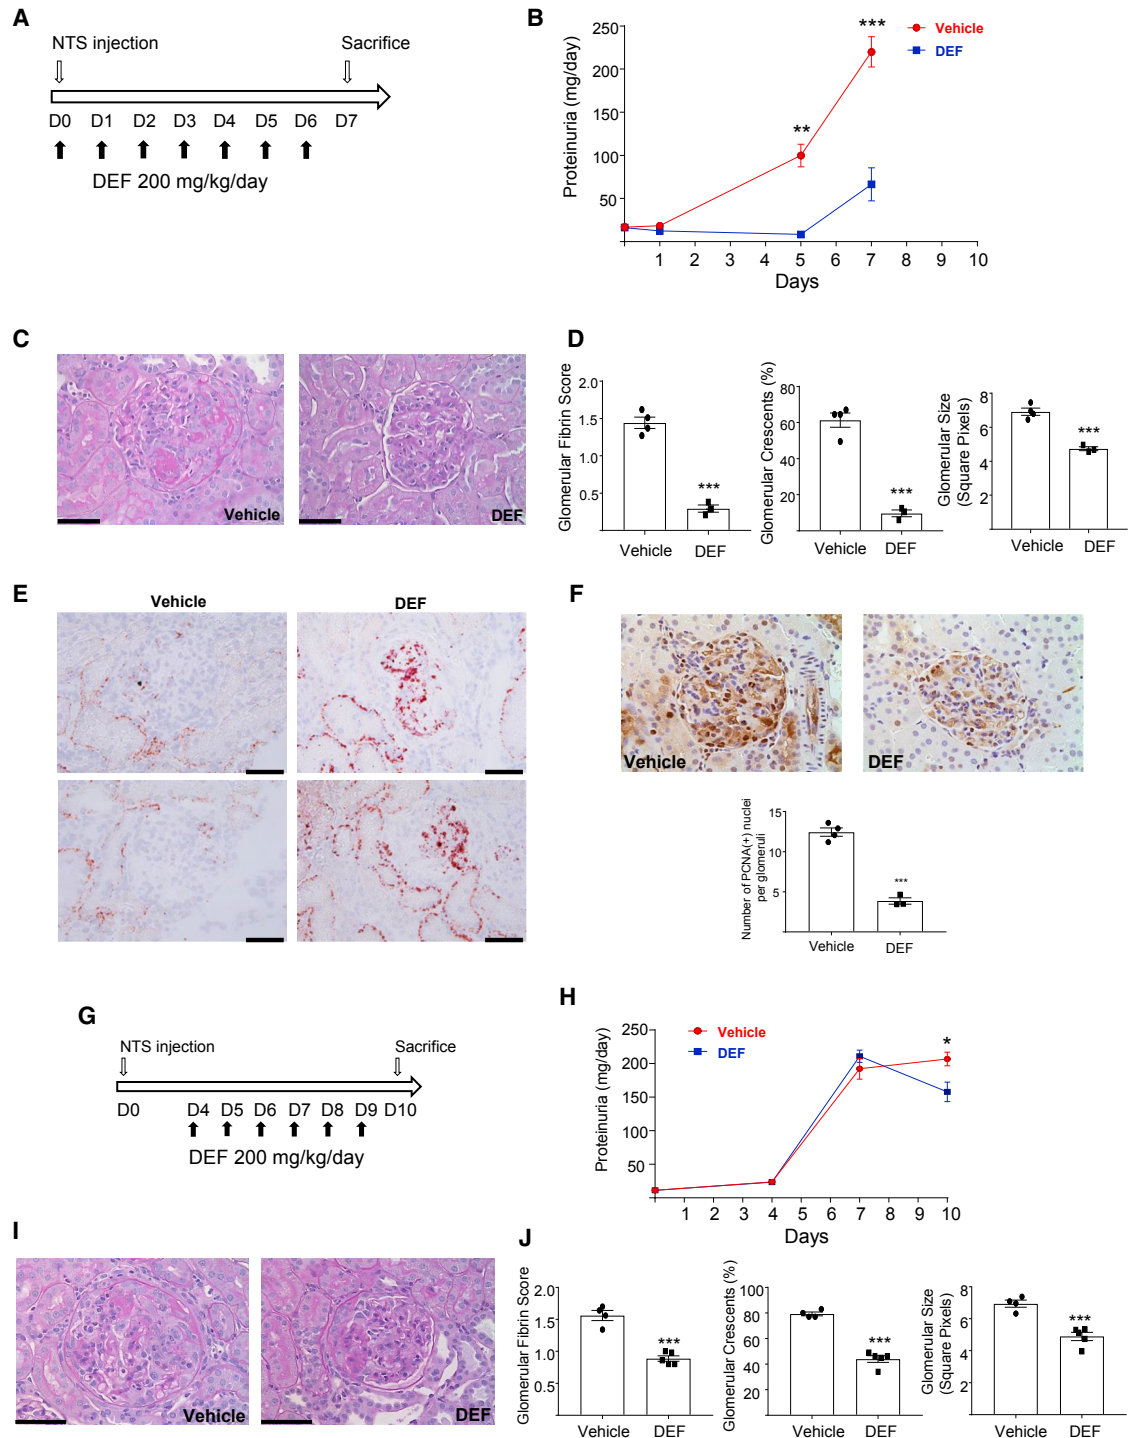 A
NTS injection
Sacrifice
D0 D1 D2 D3 D4 D5 D6 D7
DEF 200 mg/kg/day
B
Proteinuria (mg/day)
250
200
150
100
50
**
***
Vehicle
DEF
1 2 3 4 5 6 7 8 9 10
Days
C
Vehicle
DEF
D
Glomerular Fibrin Score
2.0
1.5
1.0
0.5
***
Vehicle DEF
Glomerular Crescents (%)
80
60
40
20
***
Vehicle DEF
Glomerular Size
(Square Pixels)
8
6
4
2
***
Vehicle DEF
E
Vehicle
DEF
F
Vehicle
DEF
Number of PCNA(+) nuclei
per glomeruli
15
10
5
***
Vehicle DEF
G
NTS injection
Sacrifice
D0 D4 D5 D6 D7 D8 D9 D10
DEF 200 mg/kg/day
H
Proteinuria (mg/day)
250
200
150
100
50
Vehicle
DEF
*
1 2 3 4 5 6 7 8 9 10
Days
I
Vehicle
DEF
J
Glomerular Fibrin Score
2.0
1.5
1.0
0.5
***
Vehicle DEF
Glomerular Crescents (%)
100
80
60
40
20
***
Vehicle DEF
Glomerular Size
(Square Pixels)
8
6
4
2
***
Vehicle DEF